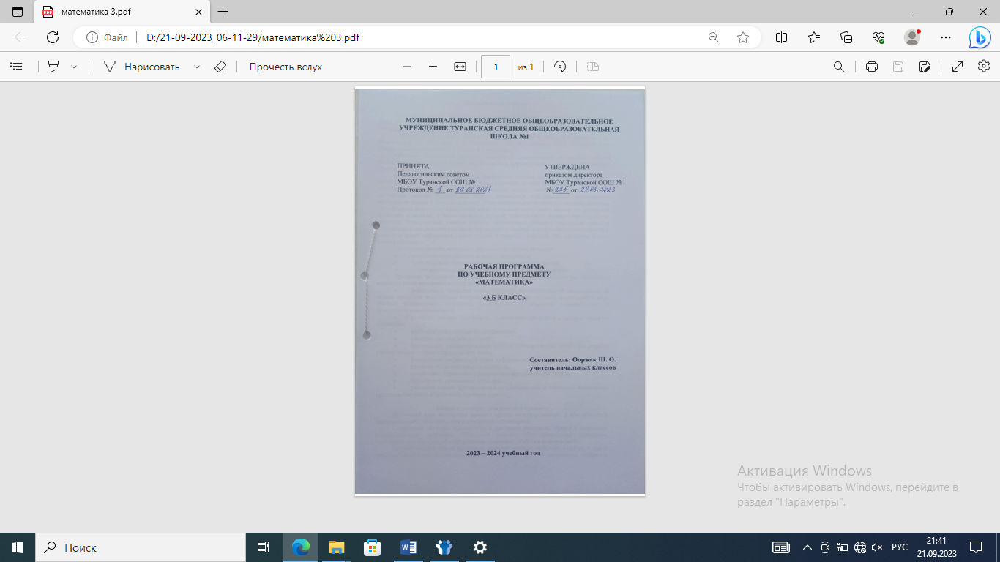 математика 3.pdf
Файл
D:/21-09-2023_06-11-29/математика%203.pdf
Нарисовать
Прочесть вслух
1
из 1
МУНИЦИПАЛЬНОЕ БЮДЖЕТНОЕ ОБЩЕОБРАЗОВАТЕЛЬНОЕ
УЧРЕЖДЕНИЕ ТУРАНСКАЯ СРЕДНЯЯ ОБЩЕОБРАЗОВАТЕЛЬНАЯ
ШКОЛА №1
ПРИНЯТА
Педагогическим советом
МБОУ Туранской СОШ №1
Протокол № 1 от 29.08.2023
УТВЕРЖДЕНА
приказом директора
МБОУ Туранской СОШ №1
№ 225 от 29.08.2023
РАБОЧАЯ ПРОГРАММА
ПО УЧЕБНОМУ ПРЕДМЕТУ
«МАТЕМАТИКА»
«3 Б КЛАСС»
Составитель: Ооржак Ш. О.
учитель начальных классов
2023 – 2024 учебный год
Активация Windows
Чтобы активировать Windows, перейдите в
раздел "Параметры".
Поиск
РУС
21:41
21.09.2023